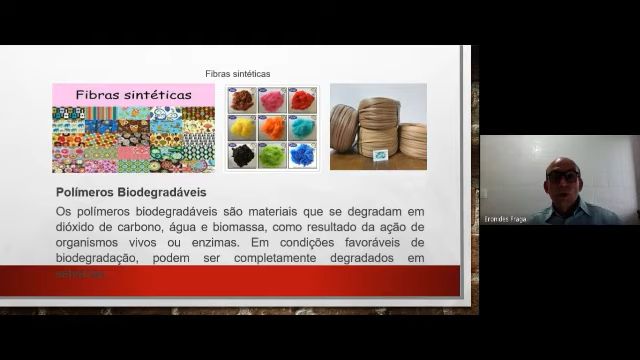 Fibras sintéticas
Fibras sintéticas
Polímeros Biodegradáveis
Os polímeros biodegradáveis são materiais que se degradam em
dióxido de carbono, água e biomassa, como resultado da ação de
organismos vivos ou enzimas. Em condições favoráveis de
biodegradação, podem ser completamente degradados em
Eronides Fraga